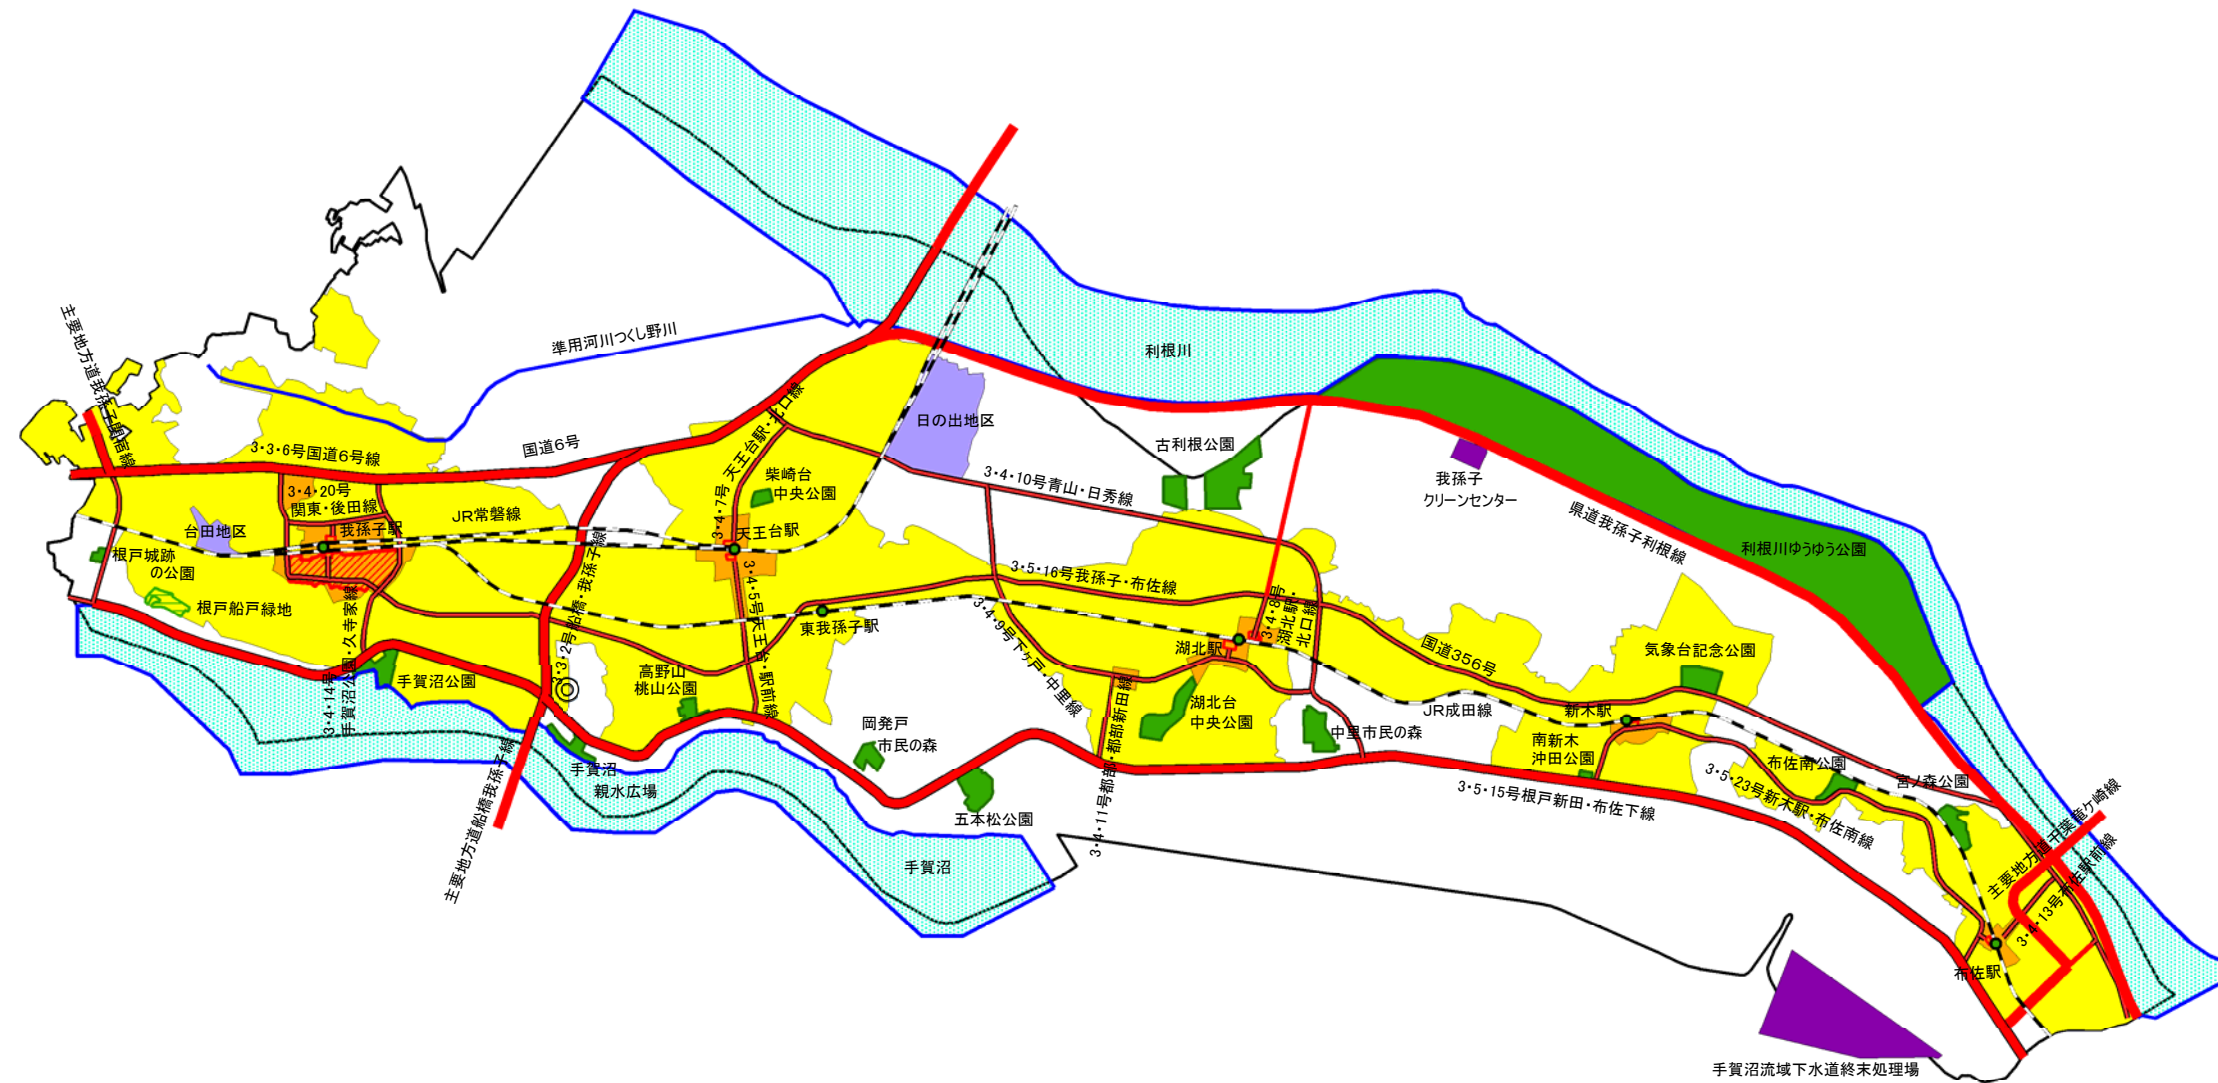 主要地方道我孫子関宿線
準用河川つくし野川
利根川
3・3・6号国道6号線
国道6号
3・4・7号 天王台駅・北口線
日の出地区
古利根公園
3・4・10号青山・日秀線
我孫子
クリーンセンター
県道我孫子利根線
利根川ゆうゆう公園
3・4・20号
関東・後田線
我孫子駅
JR常磐線
台田地区
柴崎台
中央公園
天王台駅
根戸城跡
の公園
根戸船戸緑地
3・4・14号
手賀沼公園・久寺家線
手賀沼公園
3・3・2号船橋・我孫子線
3・4・5号天王台・駅前線
東我孫子駅
3・5・16号我孫子・布佐線
3・4・9号下ヶ戸・中里線
3・4・8号
湖北駅・
北口線
湖北駅
国道356号
気象台記念公園
高野山
桃山公園
湖北台
中央公園
JR成田線
新木駅
岡発戸
市民の森
中里市民の森
南新木
沖田公園
布佐南公園
宮ノ森公園
手賀沼
親水広場
五本松公園
3・4・11号都部・都部新田線
3・5・15号根戸新田・布佐下線
3・5・23号新木駅・布佐南線
主要地方道千葉竜ケ崎線
3・4・13号布佐駅前線
主要地方道船橋我孫子線
手賀沼
布佐駅
手賀沼流域下水道終末処理場